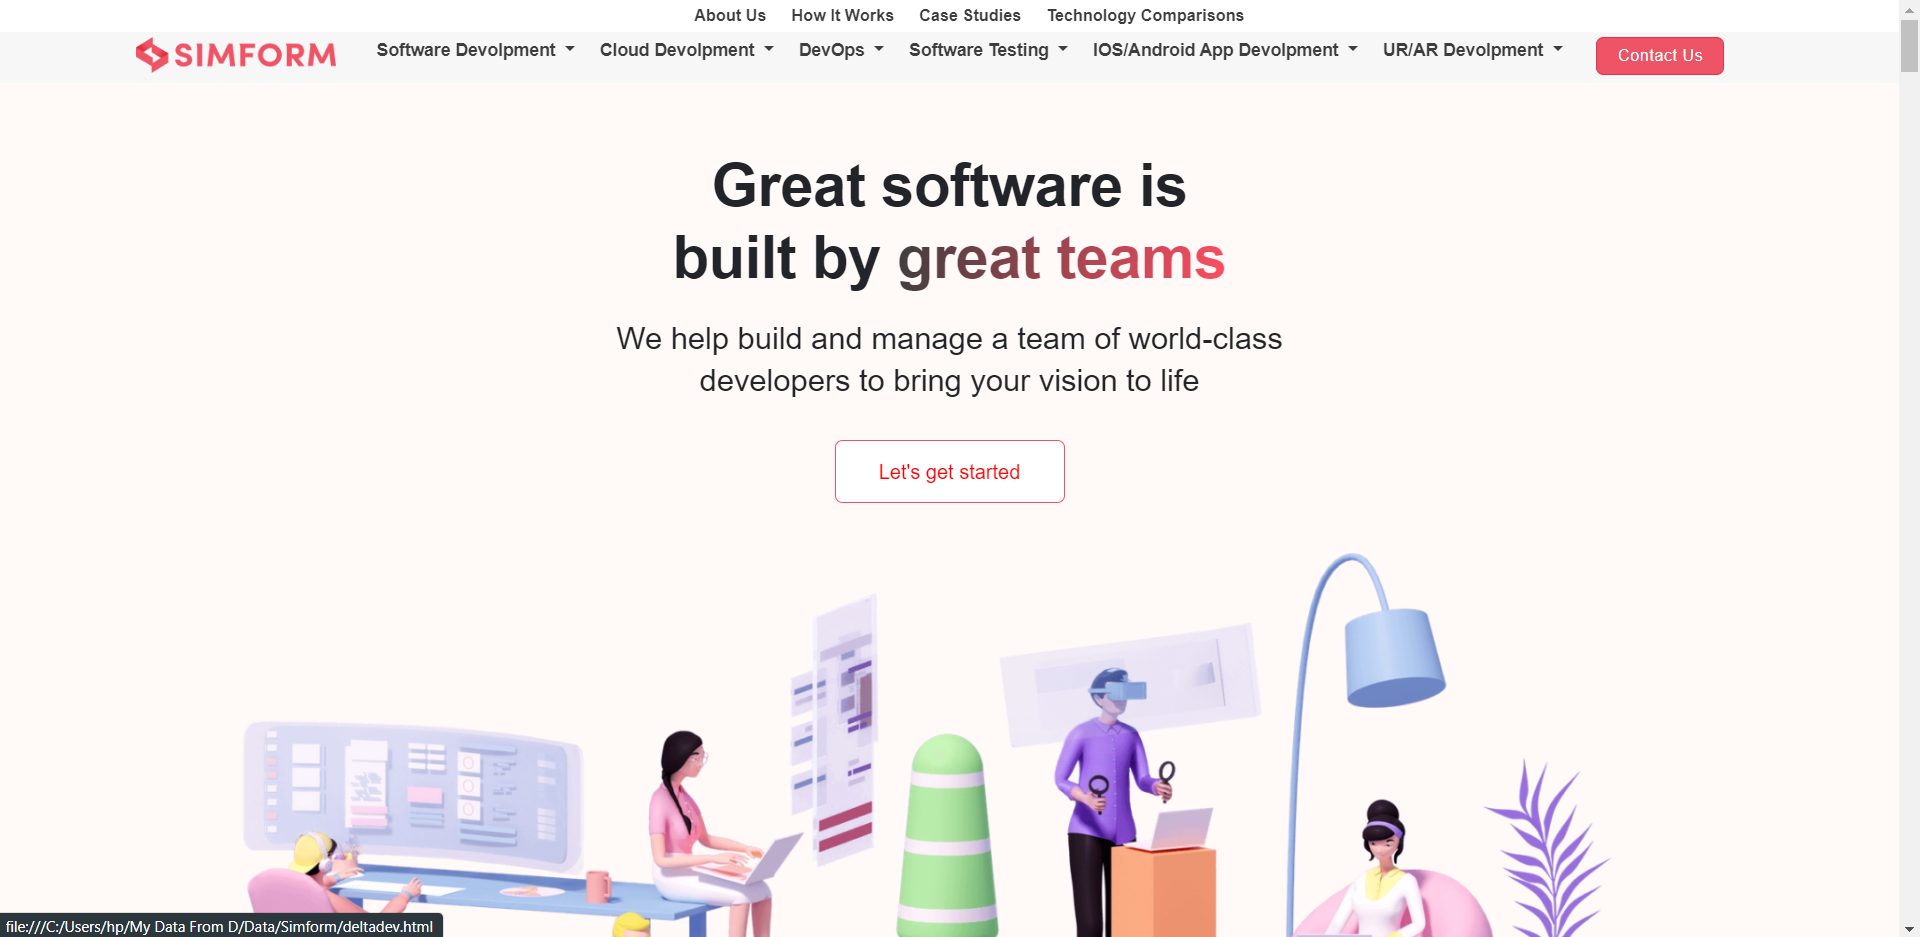 About Us How It Works Case Studies Technology Comparisons
SIMFORM Software Devolpment Cloud Devolpment DevOps Software Testing IOS/Android App Devolpment UR/AR Devolpment Contact Us
Great software is
built by great teams
We help build and manage a team of world-class
developers to bring your vision to life
Let's get started
file:///C:/Users/hp/My Data From D/Data/Simform/deltadev.html